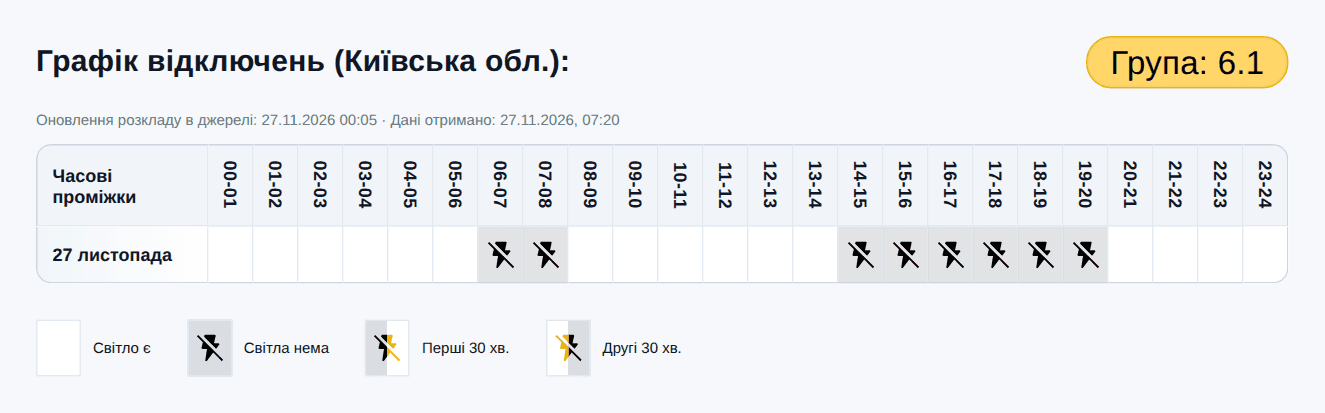 Графік відключень (Київська обл.):
Група: 6.1
Оновлення розкладу в джерелі: 27.11.2026 00:05 · Дані отримано: 27.11.2026, 07:20
Часові
проміжки
00-01
01-02
02-03
03-04
04-05
05-06
06-07
07-08
08-09
09-10
10-11
11-12
12-13
13-14
14-15
15-16
16-17
17-18
18-19
19-20
20-21
21-22
22-23
23-24
27 листопада
Світло є
Світла нема
Перші 30 хв.
Другі 30 хв.